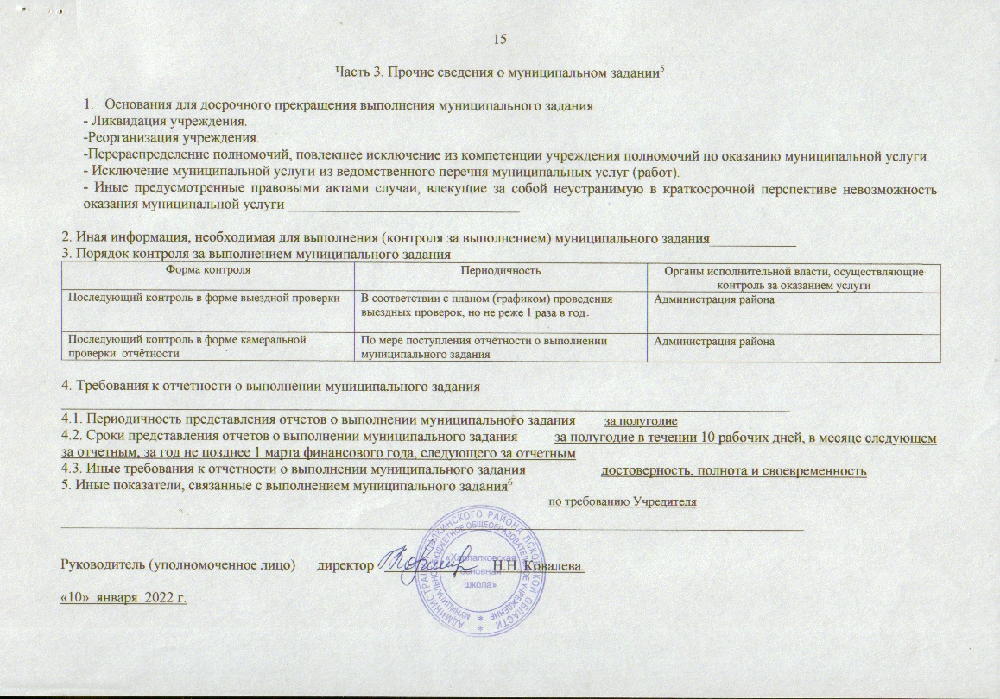 15
Часть 3. Прочие сведения о муниципальном задании5
1. Основания для досрочного прекращения выполнения муниципального задания
- Ликвидация учреждения.
-Реорганизация учреждения.
-Перераспределение полномочий, повлекшее исключение из компетенции учреждения полномочий по оказанию муниципальной услуги.
- Исключение муниципальной услуги из ведомственного перечня муниципальных услуг (работ).
- Иные предусмотренные правовыми актами случаи, влекущие за собой неустранимую в краткосрочной перспективе невозможность
оказания муниципальной услуги
2. Иная информация, необходимая для выполнения (контроля за выполнением) муниципального задания
3. Порядок контроля за выполнением муниципального задания
Форма контроля
Периодичность
Органы исполнительной власти, осуществляющие
контроль за оказанием услуги
Последующий контроль в форме выездной проверки
В соответствии с планом (графиком) проведения
выездных проверок, но не реже 1 раза в год.
Администрация района
Последующий контроль в форме камеральной
проверки отчётности
По мере поступления отчётности о выполнении
муниципального задания
Администрация района
4. Требования к отчетности о выполнении муниципального задания
4.1. Периодичность представления отчетов о выполнении муниципального задания за полугодие
4.2. Сроки представления отчетов о выполнении муниципального задания за полугодие в течении 10 рабочих дней, в месяце следующем
за отчетным, за год не позднее 1 марта финансового года, следующего за отчетным
4.3. Иные требования к отчетности о выполнении муниципального задания достоверность, полнота и своевременность
5. Иные показатели, связанные с выполнением муниципального задания6
по требованию Учредителя
Руководитель (уполномоченное лицо) директор Н.Н. Ковалева.
«10» января 2022 г.
АДМИНИСТРАЦИЯ ПАЛКИНСКОГО РАЙОНА ПСКОВСКОЙ ОБЛАСТИ
МУНИЦИПАЛЬНОЕ БЮДЖЕТНОЕ ОБЩЕОБРАЗОВАТЕЛЬНОЕ УЧРЕЖДЕНИЕ
«Харлапковская
основная
школа»